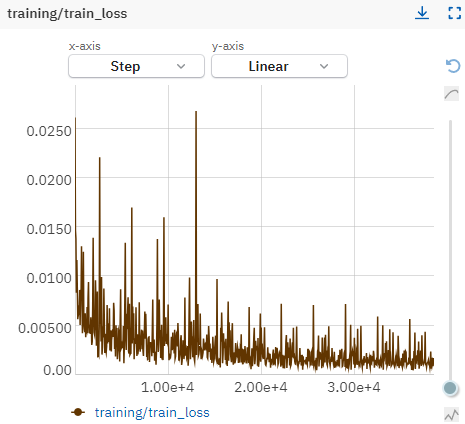 training/train_loss
x-axis
y-axis
Step
Linear
0.0250
0.0200
0.0150
0.0100
0.00500
0.00
1.00e+4
2.00e+4
3.00e+4
training/train_loss